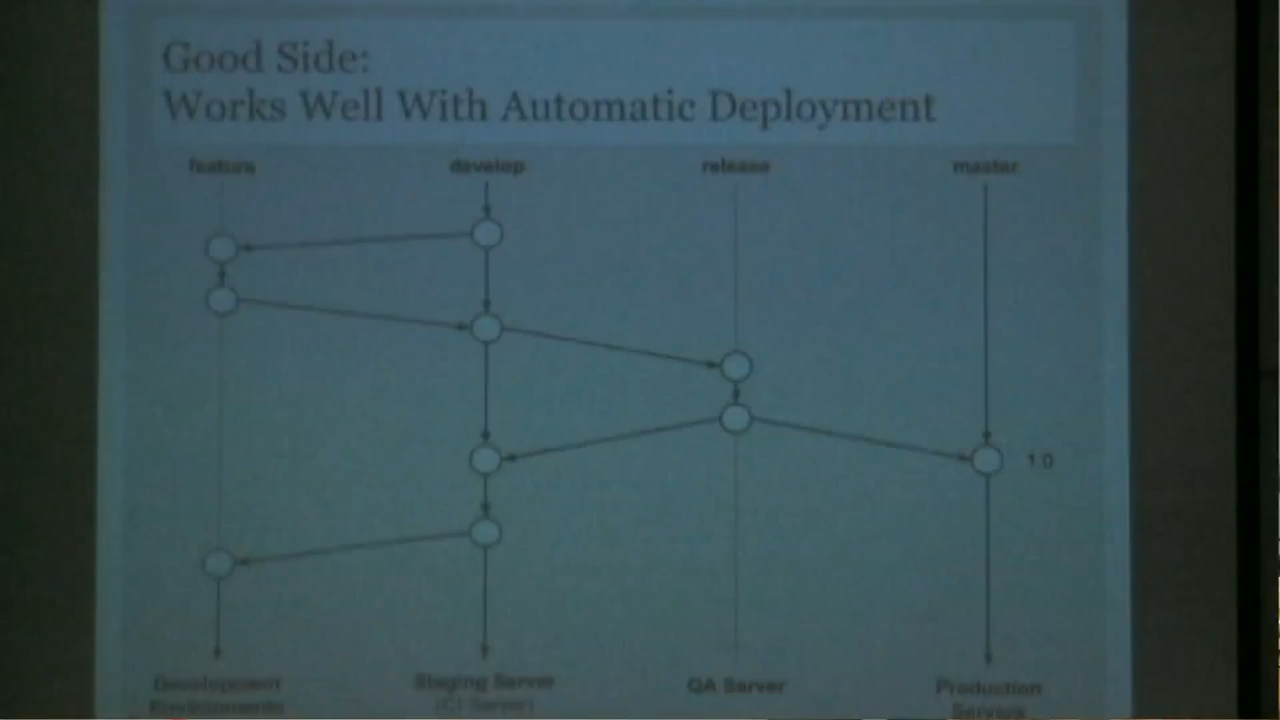 Good Side:
Works Well With Automatic Deployment
feature develop release master
1.0
Development Staging Server QA Server Production
Environments (CI Server) Servers